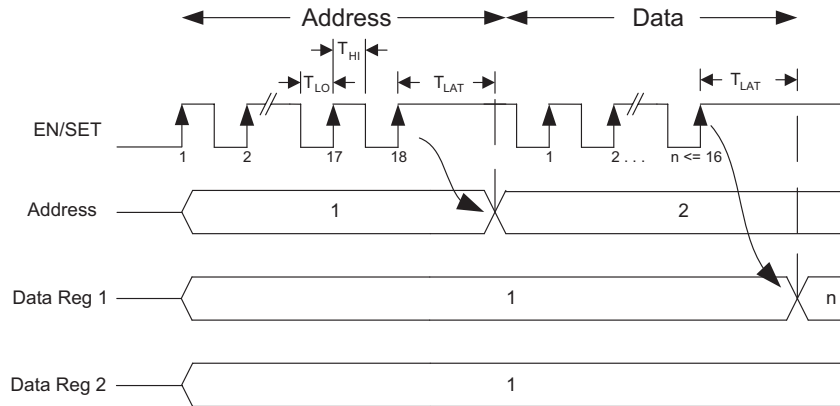 Address Data
T_HI
T_LO T_LAT T_LAT
EN/SET
1 2 17 18 1 2 . . . n <= 16
Address 1 2
Data Reg 1 1 n
Data Reg 2 1